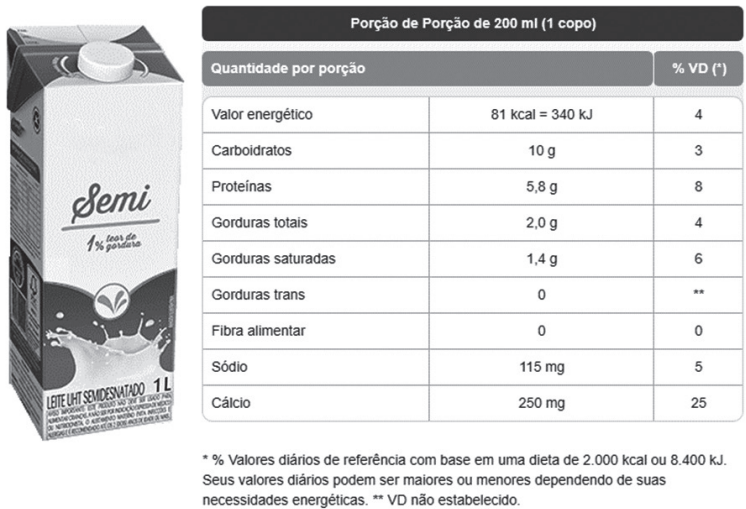 Semi
1% teor de
gordura
LEITE UHT SEMIDESNATADO 1 L
Porção de Porção de 200 ml (1 copo)
Quantidade por porção % VD (*)
Valor energético 81 kcal = 340 kJ 4
Carboidratos 10 g 3
Proteínas 5,8 g 8
Gorduras totais 2,0 g 4
Gorduras saturadas 1,4 g 6
Gorduras trans 0 **
Fibra alimentar 0 0
Sódio 115 mg 5
Cálcio 250 mg 25
* % Valores diários de referência com base em uma dieta de 2.000 kcal ou 8.400 kJ.
Seus valores diários podem ser maiores ou menores dependendo de suas
necessidades energéticas. ** VD não estabelecido.